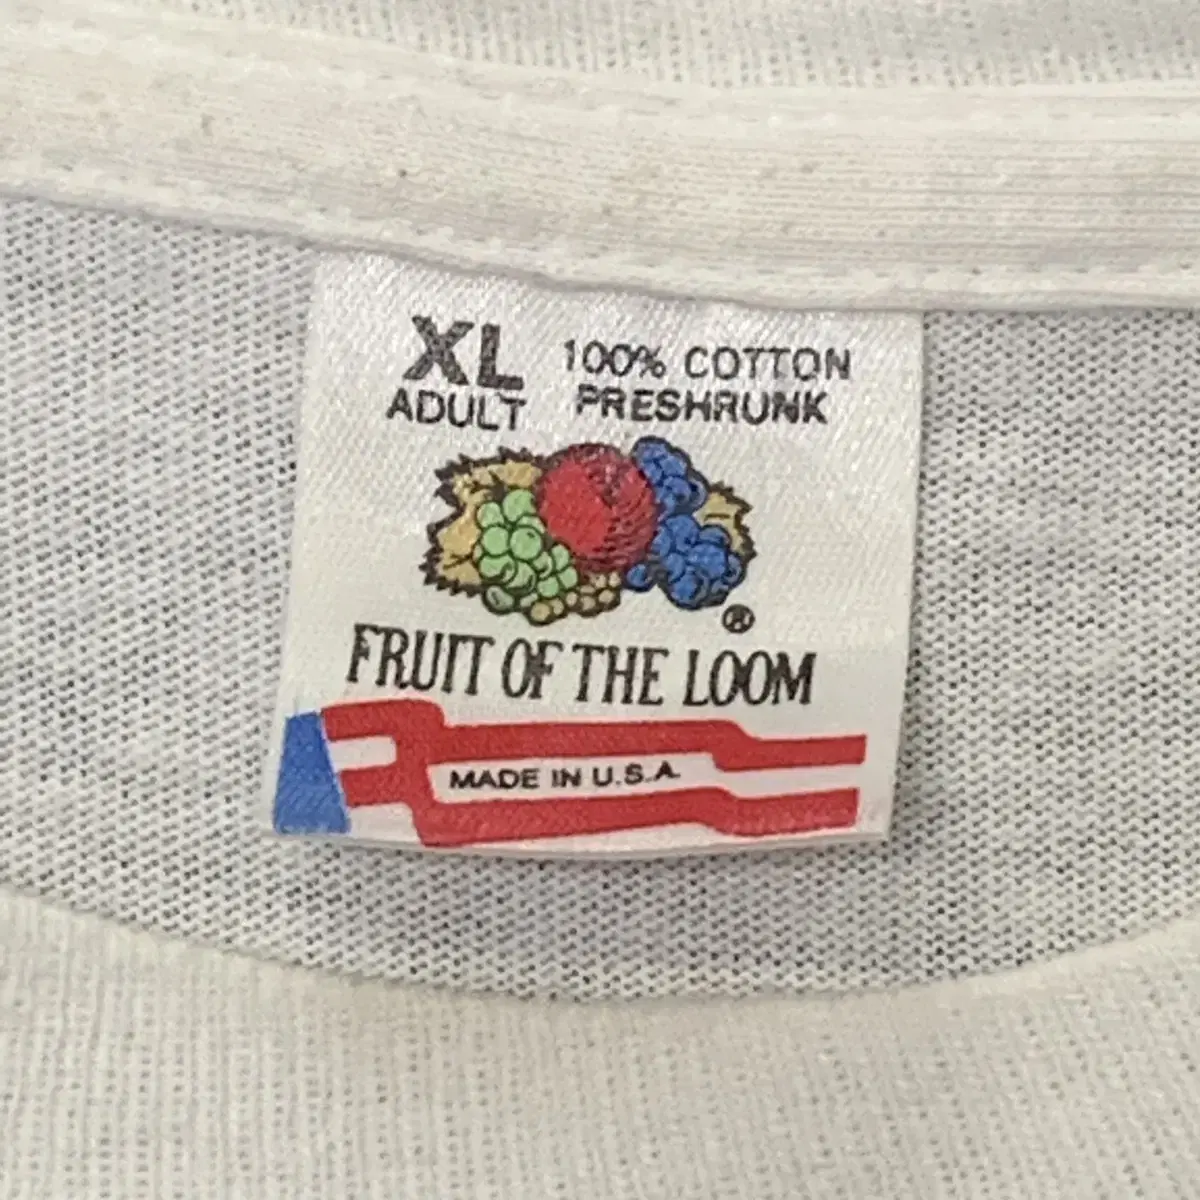 XL
ADULT
100% COTTON
PRESHRUNK
®
FRUIT OF THE LOOM
MADE IN U.S.A.